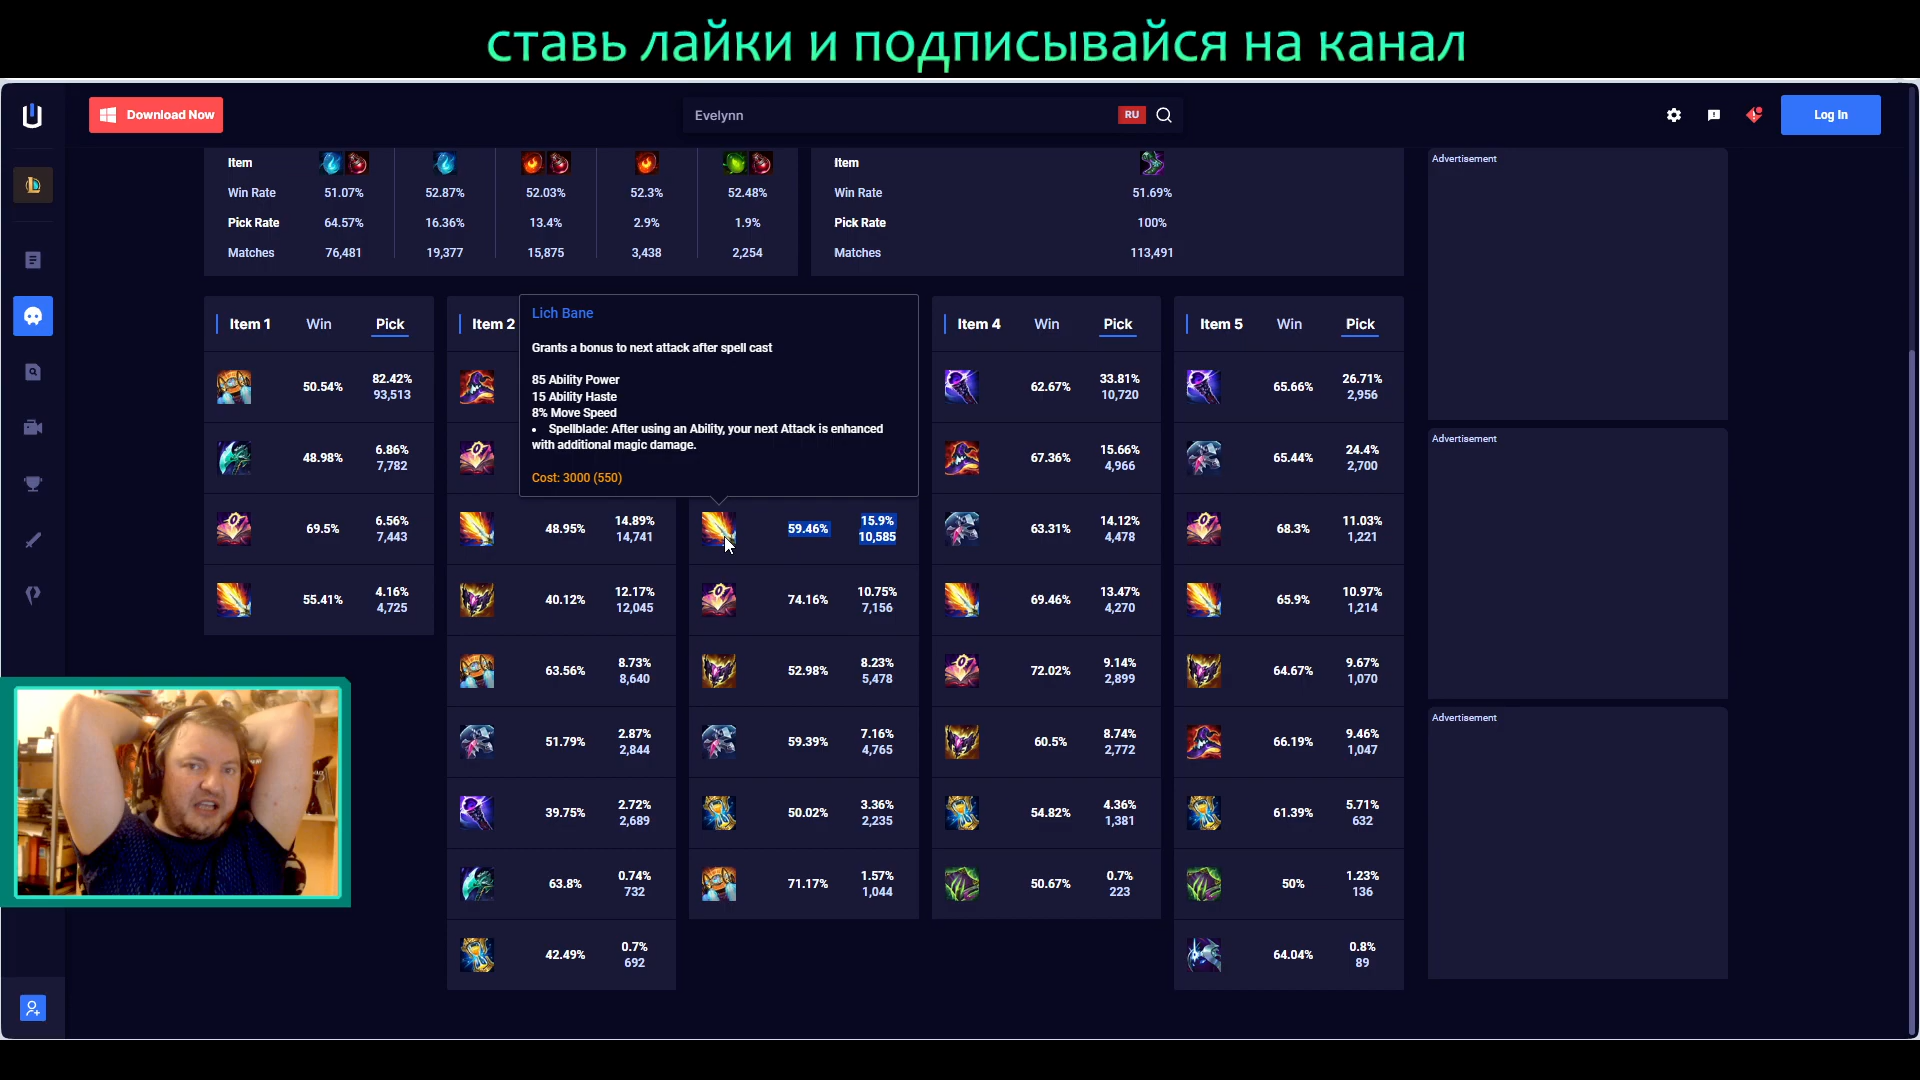 ставь лайки и подписывайся на канал
Download Now
Evelynn
RU
Log In
Item
Win Rate 51.07% 52.87% 52.03% 52.3% 52.48%
Pick Rate 64.57% 16.36% 13.4% 2.9% 1.9%
Matches 76,481 19,377 15,875 3,438 2,254
Item
Win Rate 51.69%
Pick Rate 100%
Matches 113,491
Advertisement
Item 1 Win Pick
50.54% 82.42%
93,513
48.98% 6.86%
7,782
69.5% 6.56%
7,443
55.41% 4.16%
4,725
Item 2
48.95% 14.89%
14,741
40.12% 12.17%
12,045
63.56% 8.73%
8,640
51.79% 2.87%
2,844
39.75% 2.72%
2,689
63.8% 0.74%
732
42.49% 0.7%
692
Lich Bane
Grants a bonus to next attack after spell cast
85 Ability Power
15 Ability Haste
8% Move Speed
• Spellblade: After using an Ability, your next Attack is enhanced
with additional magic damage.
Cost: 3000 (550)
59.46% 15.9%
10,585
74.16% 10.75%
7,156
52.98% 8.23%
5,478
59.39% 7.16%
4,765
50.02% 3.36%
2,235
71.17% 1.57%
1,044
Item 4 Win Pick
62.67% 33.81%
10,720
67.36% 15.66%
4,966
63.31% 14.12%
4,478
69.46% 13.47%
4,270
72.02% 9.14%
2,899
60.5% 8.74%
2,772
54.82% 4.36%
1,381
50.67% 0.7%
223
Item 5 Win Pick
65.66% 26.71%
2,956
65.44% 24.4%
2,700
68.3% 11.03%
1,221
65.9% 10.97%
1,214
64.67% 9.67%
1,070
66.19% 9.46%
1,047
61.39% 5.71%
632
50% 1.23%
136
64.04% 0.8%
89
Advertisement
Advertisement